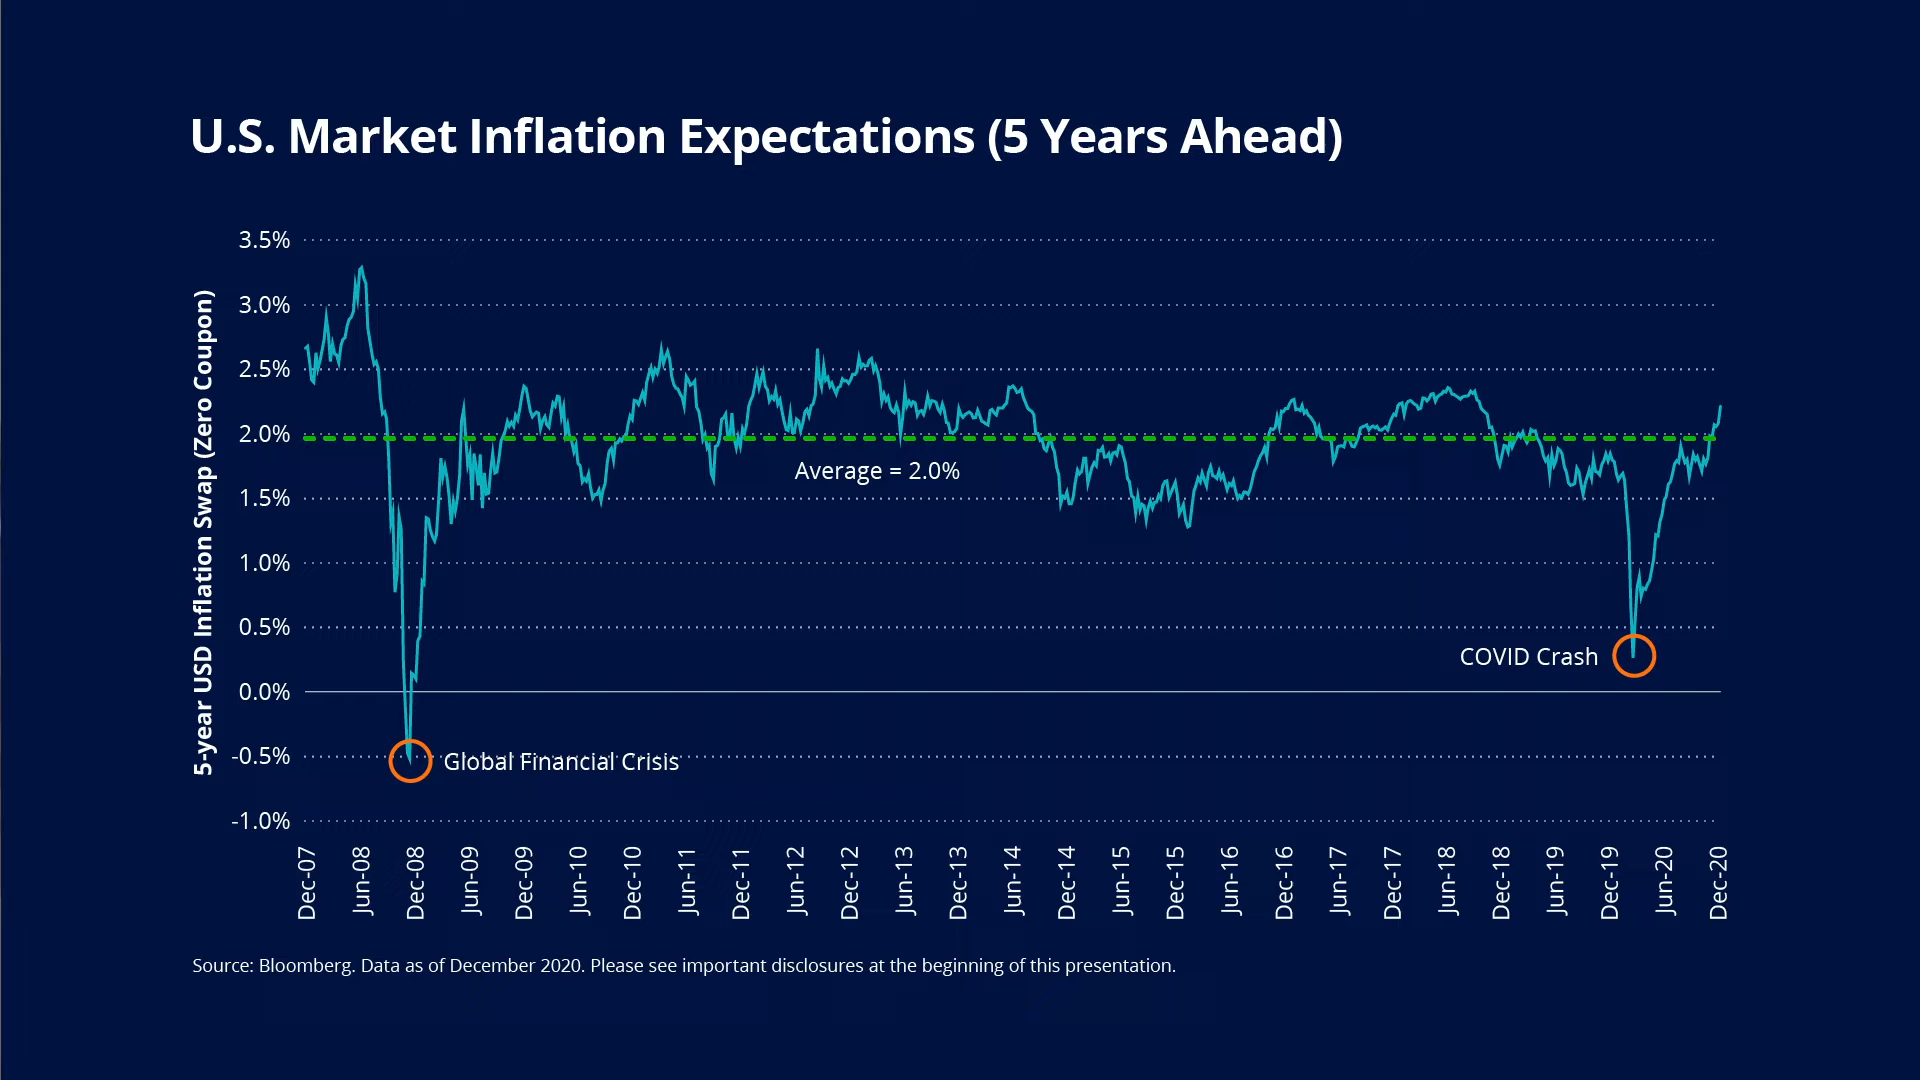 U.S. Market Inflation Expectations (5 Years Ahead)
5-year USD Inflation Swap (Zero Coupon)
3.5%
3.0%
2.5%
2.0%
1.5%
1.0%
0.5%
0.0%
-0.5%
-1.0%
Average = 2.0%
COVID Crash
Global Financial Crisis
Dec-07
Jun-08
Dec-08
Jun-09
Dec-09
Jun-10
Dec-10
Jun-11
Dec-11
Jun-12
Dec-12
Jun-13
Dec-13
Jun-14
Dec-14
Jun-15
Dec-15
Jun-16
Dec-16
Jun-17
Dec-17
Jun-18
Dec-18
Jun-19
Dec-19
Jun-20
Dec-20
Source: Bloomberg. Data as of December 2020. Please see important disclosures at the beginning of this presentation.